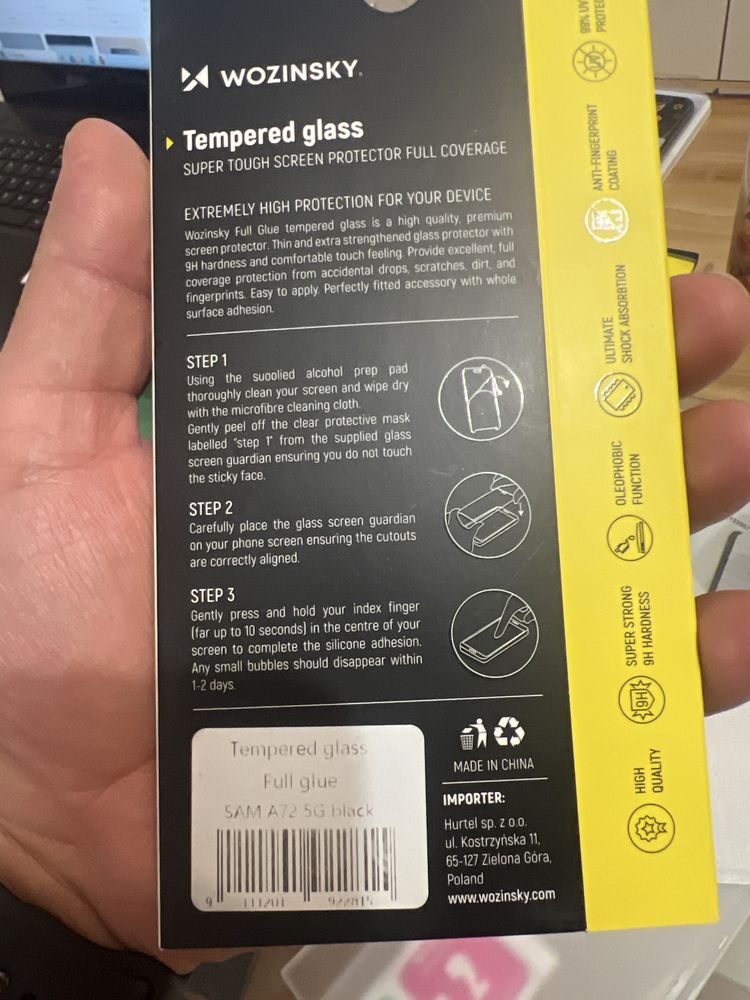 WOZINSKY
Tempered glass
SUPER TOUGH SCREEN PROTECTOR FULL COVERAGE
EXTREMELY HIGH PROTECTION FOR YOUR DEVICE
Wozinsky Full Glue tempered glass is a high quality, premium
screen protector. Thin and extra strengthened glass protector with
9H hardness and comfortable touch feeling. Provide excellent, full
coverage protection from accidental drops, scratches, dirt, and
fingerprints. Easy to apply. Perfectly fitted accessory with whole
surface adhesion.
STEP 1
Using the suoolied alcohol prep pad
thoroughly clean your screen and wipe dry
with the microfibre cleaning cloth.
Gently peel off the clear protective mask
labelled "step 1" from the supplied glass
screen guardian ensuring you do not touch
the sticky face.
STEP 2
Carefully place the glass screen guardian
on your phone screen ensuring the cutouts
are correctly aligned.
STEP 3
Gently press and hold your index finger
(far up to 10 seconds) in the centre of your
screen to complete the silicone adhesion.
Any small bubbles should disappear within
1-2 days.
Tempered glass
Full glue
SAM A72 5G black
9 111201 922815
MADE IN CHINA
IMPORTER:
Hurtel sp. z o.o.
ul. Kostrzyńska 11,
65-127 Zielona Góra,
Poland
www.wozinsky.com
99% UV
PROTE
UV
ANTI-FINGERPRINT
COATING
ULTIMATE
SHOCK ABSORBTION
OLEOPHOBIC
FUNCTION
SUPER STRONG
9H HARDNESS
9H
HIGH
QUALITY